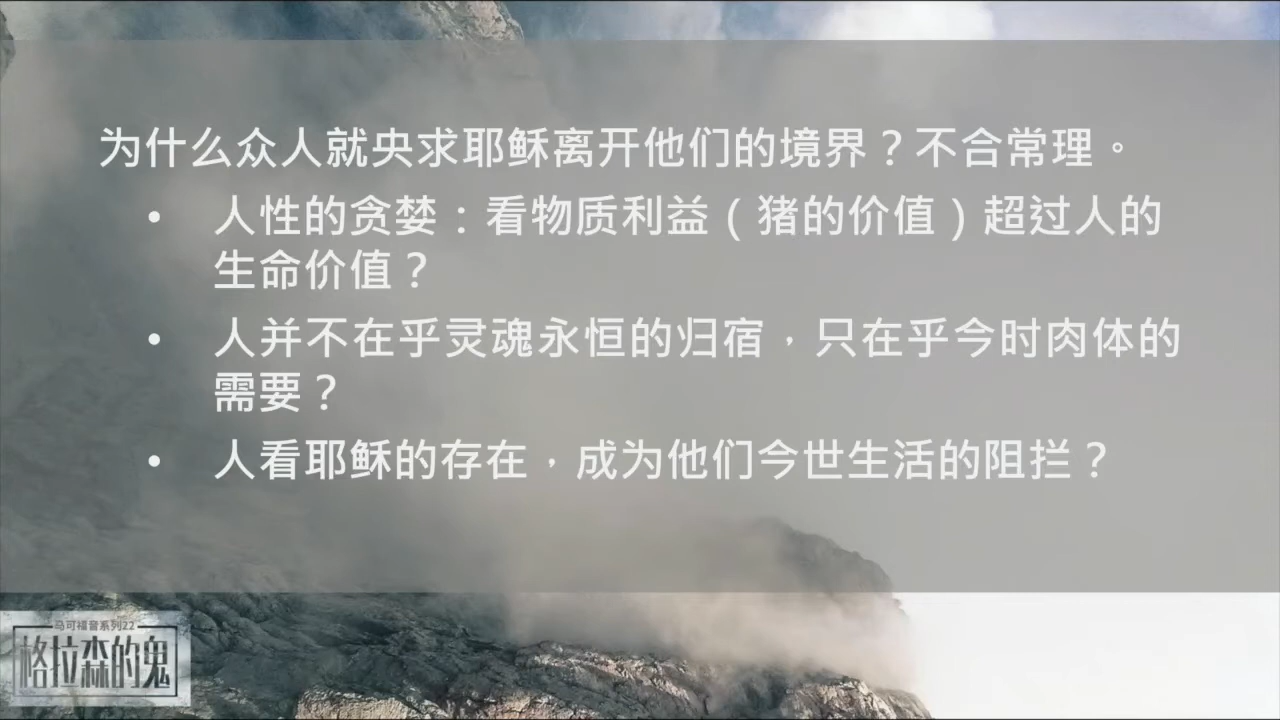 为什么众人就央求耶稣离开他们的境界？不合常理。
• 人性的贪婪：看物质利益（猪的价值）超过人的
生命价值？
• 人并不在乎灵魂永恒的归宿，只在乎今时肉体的
需要？
• 人看耶稣的存在，成为他们今世生活的阻拦？
马可福音系列22
格拉森的鬼